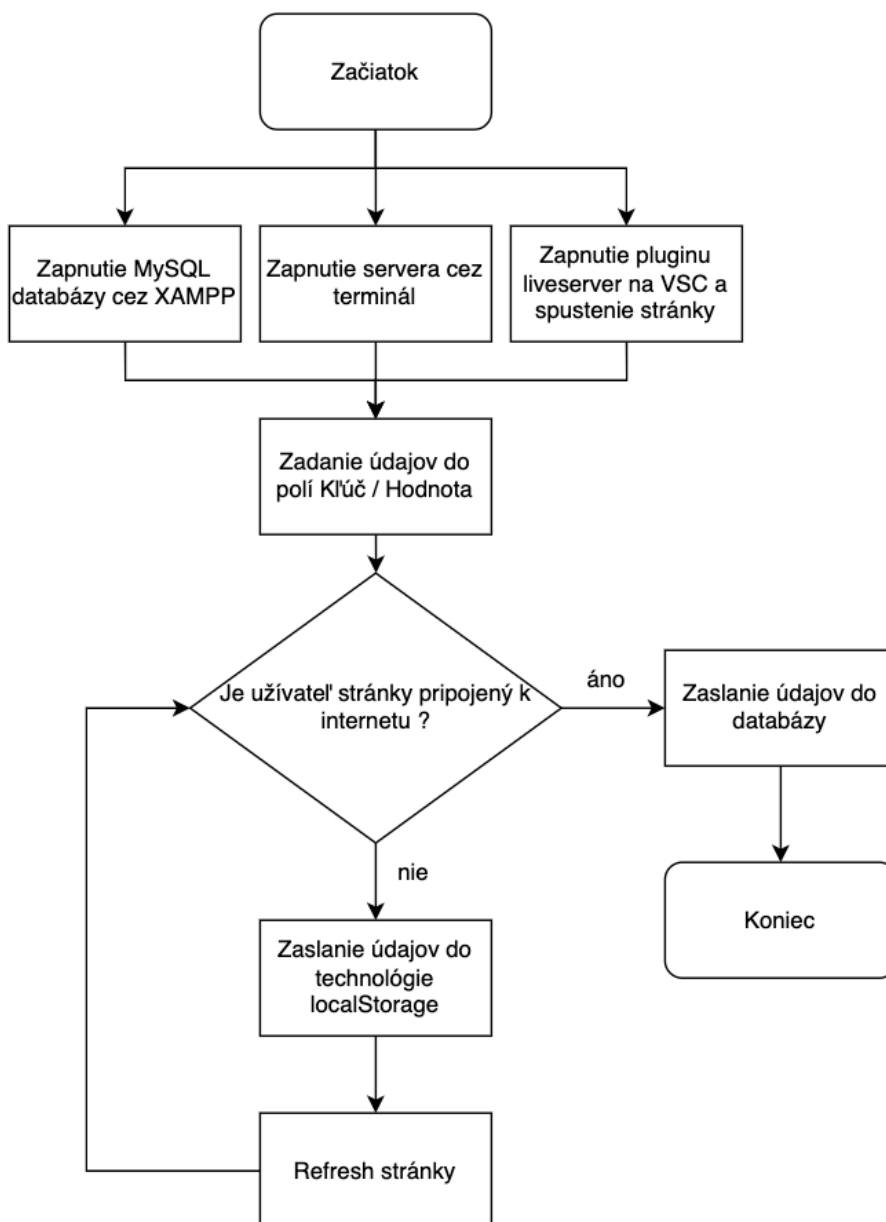 Začiatok
Zapnutie MySQL
databázy cez XAMPP
Zapnutie servera cez
terminál
Zapnutie pluginu
liveserver na VSC a
spustenie stránky
Zadanie údajov do
polí Kľúč / Hodnota
Je užívateľ stránky pripojený k
internetu ?
áno
Zaslanie údajov do
databázy
nie
Koniec
Zaslanie údajov do
technológie
localStorage
Refresh stránky